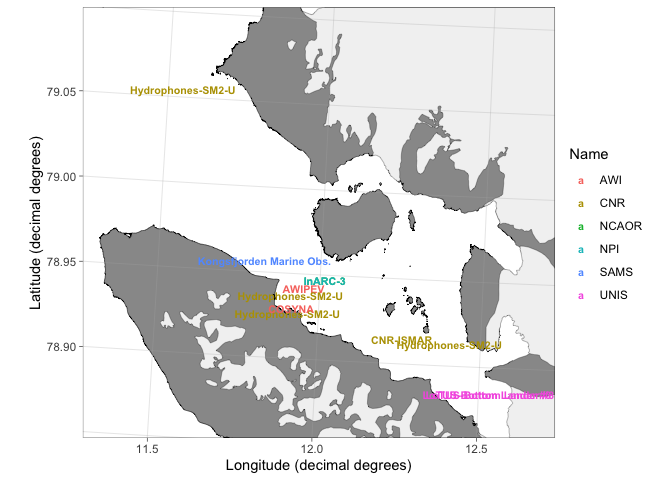 79.05
79.00
78.95
78.90
Latitude (decimal degrees)
Hydrophones-SM2-U
Kongsfjorden Marine Obs.
InARC-3
AWIPEV
Hydrophones-SM2-U
COSYNA
Hydrophones-SM2-U
CNR-ISMAR
Hydrophones-SM2-U
11.5
12.0
12.5
Longitude (decimal degrees)
Name
a AWI
a CNR
a NCAOR
a NPI
a SAMS
a UNIS